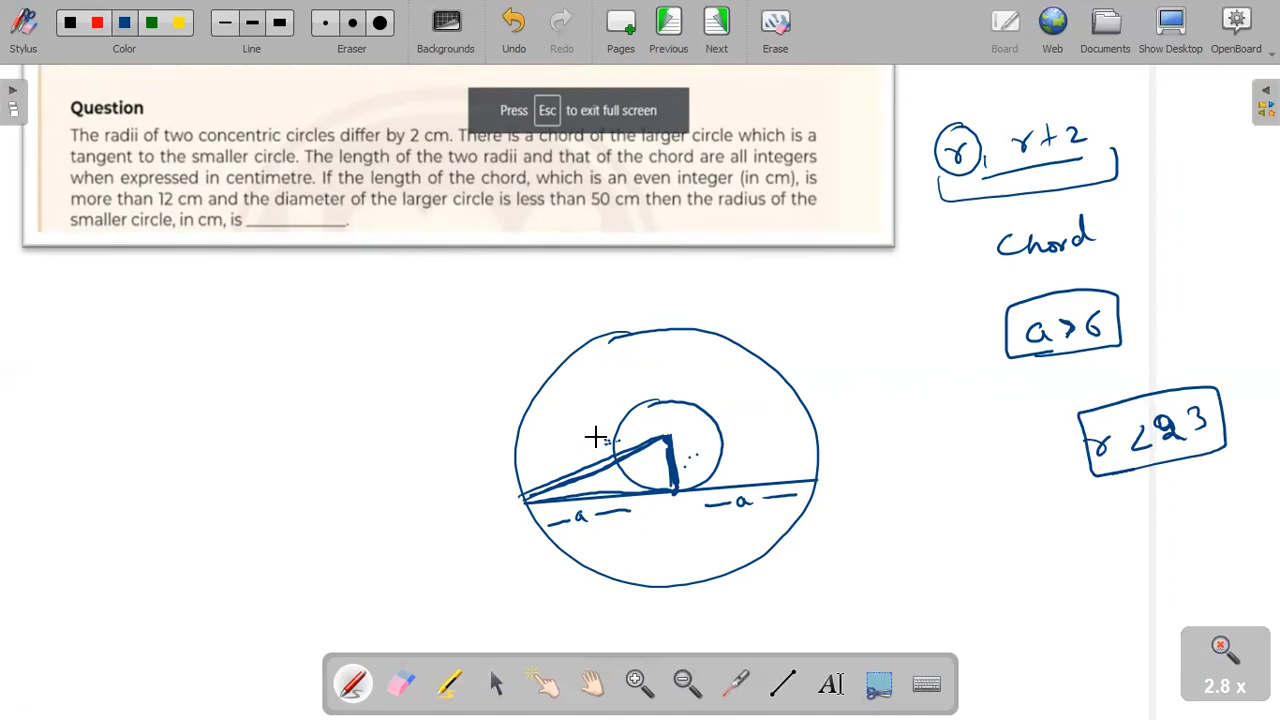 Stylus
Color
Line
Eraser
Backgrounds
Undo
Redo
Pages
Previous
Next
Erase
Board
Web
Documents
Show Desktop
OpenBoard
Press Esc to exit full screen
Question
The radii of two concentric circles differ by 2 cm. There is a chord of the larger circle which is a
tangent to the smaller circle. The length of the two radii and that of the chord are all integers
when expressed in centimetre. If the length of the chord, which is an even integer (in cm), is
more than 12 cm and the diameter of the larger circle is less than 50 cm then the radius of the
smaller circle, in cm, is ____________.
r, r+2
Chord
a > 6
r < 23
a
a
AI
2.8 x